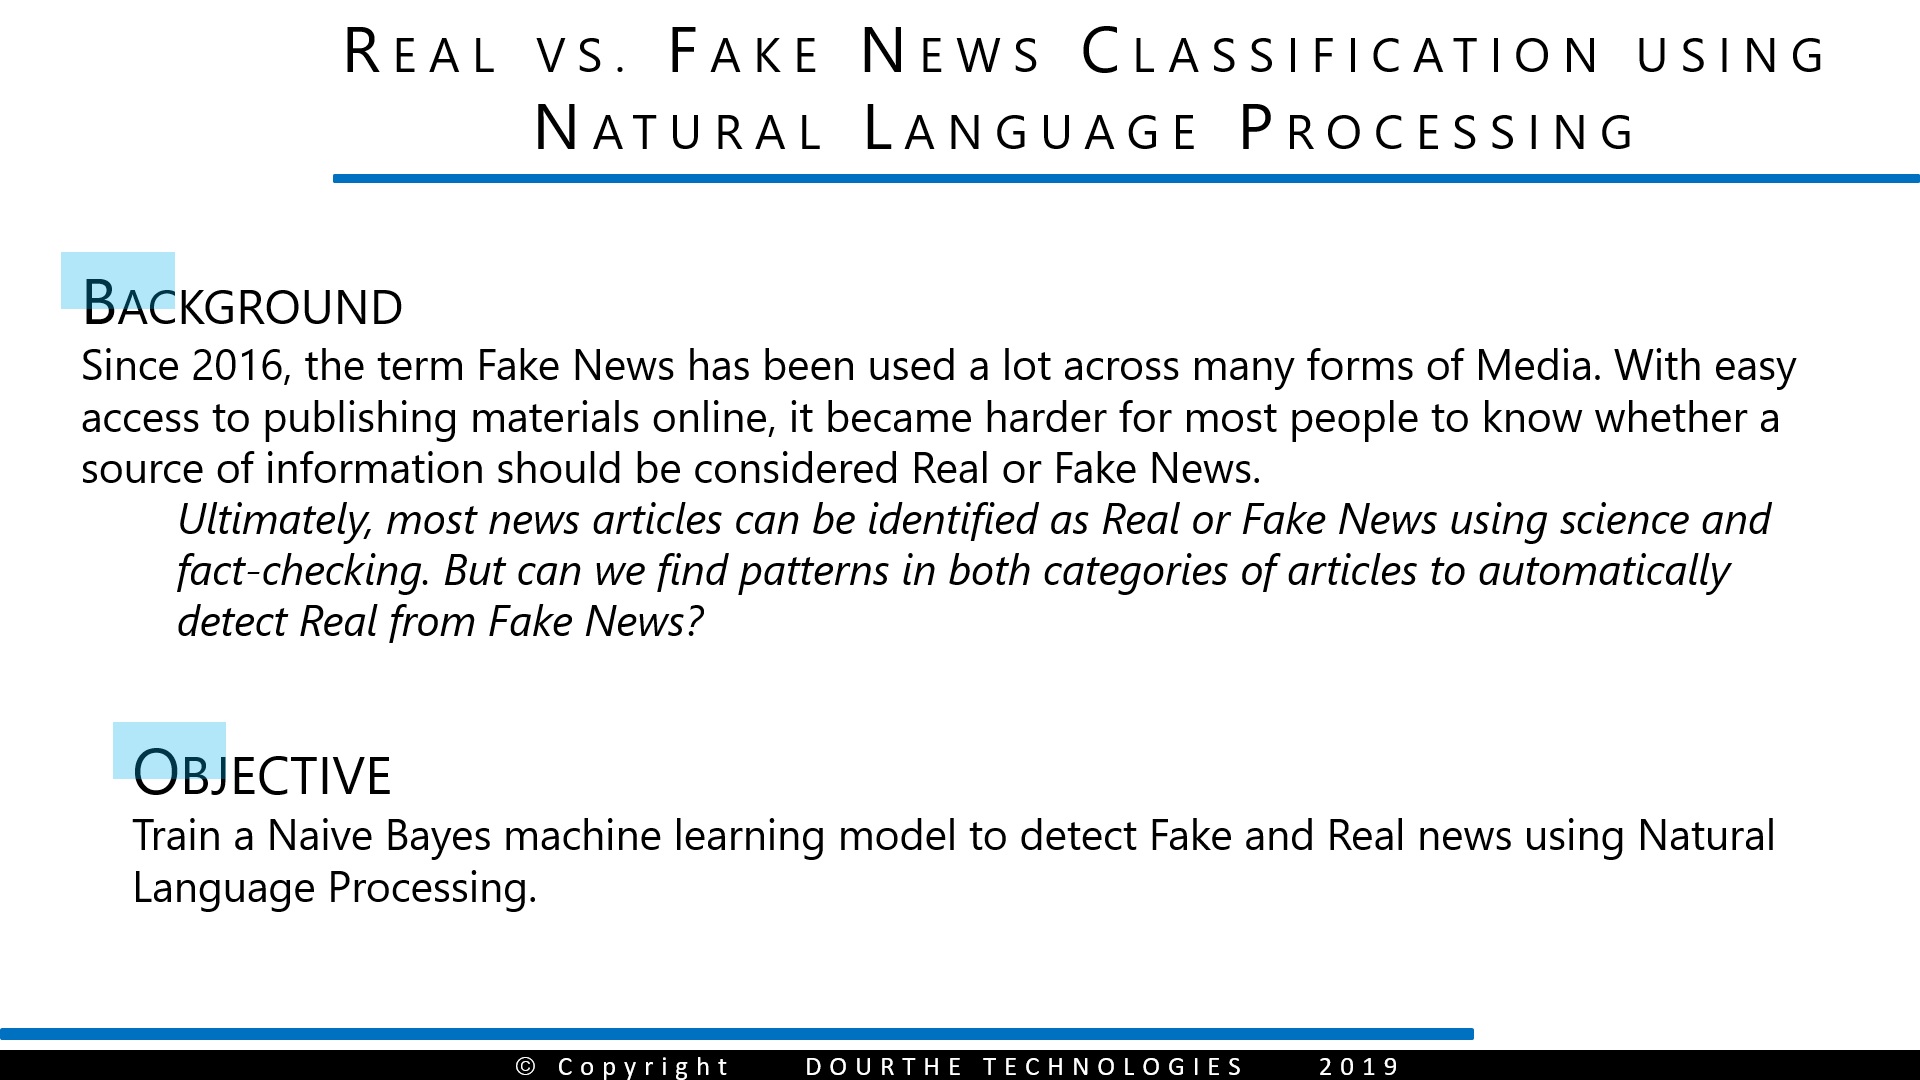 Real vs. Fake News Classification using
Natural Language Processing
Background
Since 2016, the term Fake News has been used a lot across many forms of Media. With easy
access to publishing materials online, it became harder for most people to know whether a
source of information should be considered Real or Fake News.
Ultimately, most news articles can be identified as Real or Fake News using science and
fact-checking. But can we find patterns in both categories of articles to automatically
detect Real from Fake News?
Objective
Train a Naive Bayes machine learning model to detect Fake and Real news using Natural
Language Processing.
© Copyright DOURTHE TECHNOLOGIES 2019